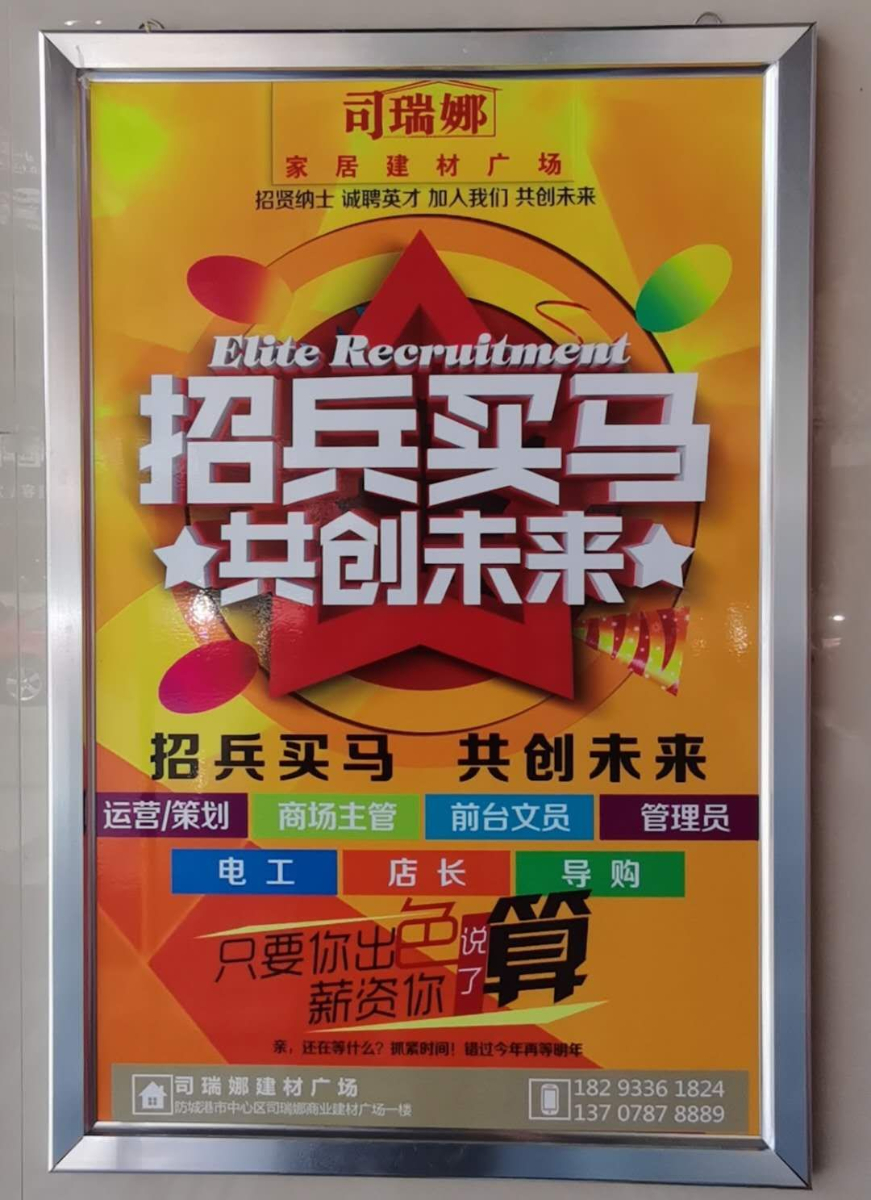 司瑞娜
家居建材广场
招贤纳士 诚聘英才 加入我们 共创未来
Elite Recruitment
招兵买马
共创未来
招兵买马 共创未来
运营/策划 商场主管 前台文员 管理员
电工 店长 导购
只要你出色说了算
薪资你
亲，还在等什么？抓紧时间！错过今年再等明年
司瑞娜建材广场
防城港市中心区司瑞娜商业建材广场一楼
182 9336 1824
137 0787 8889